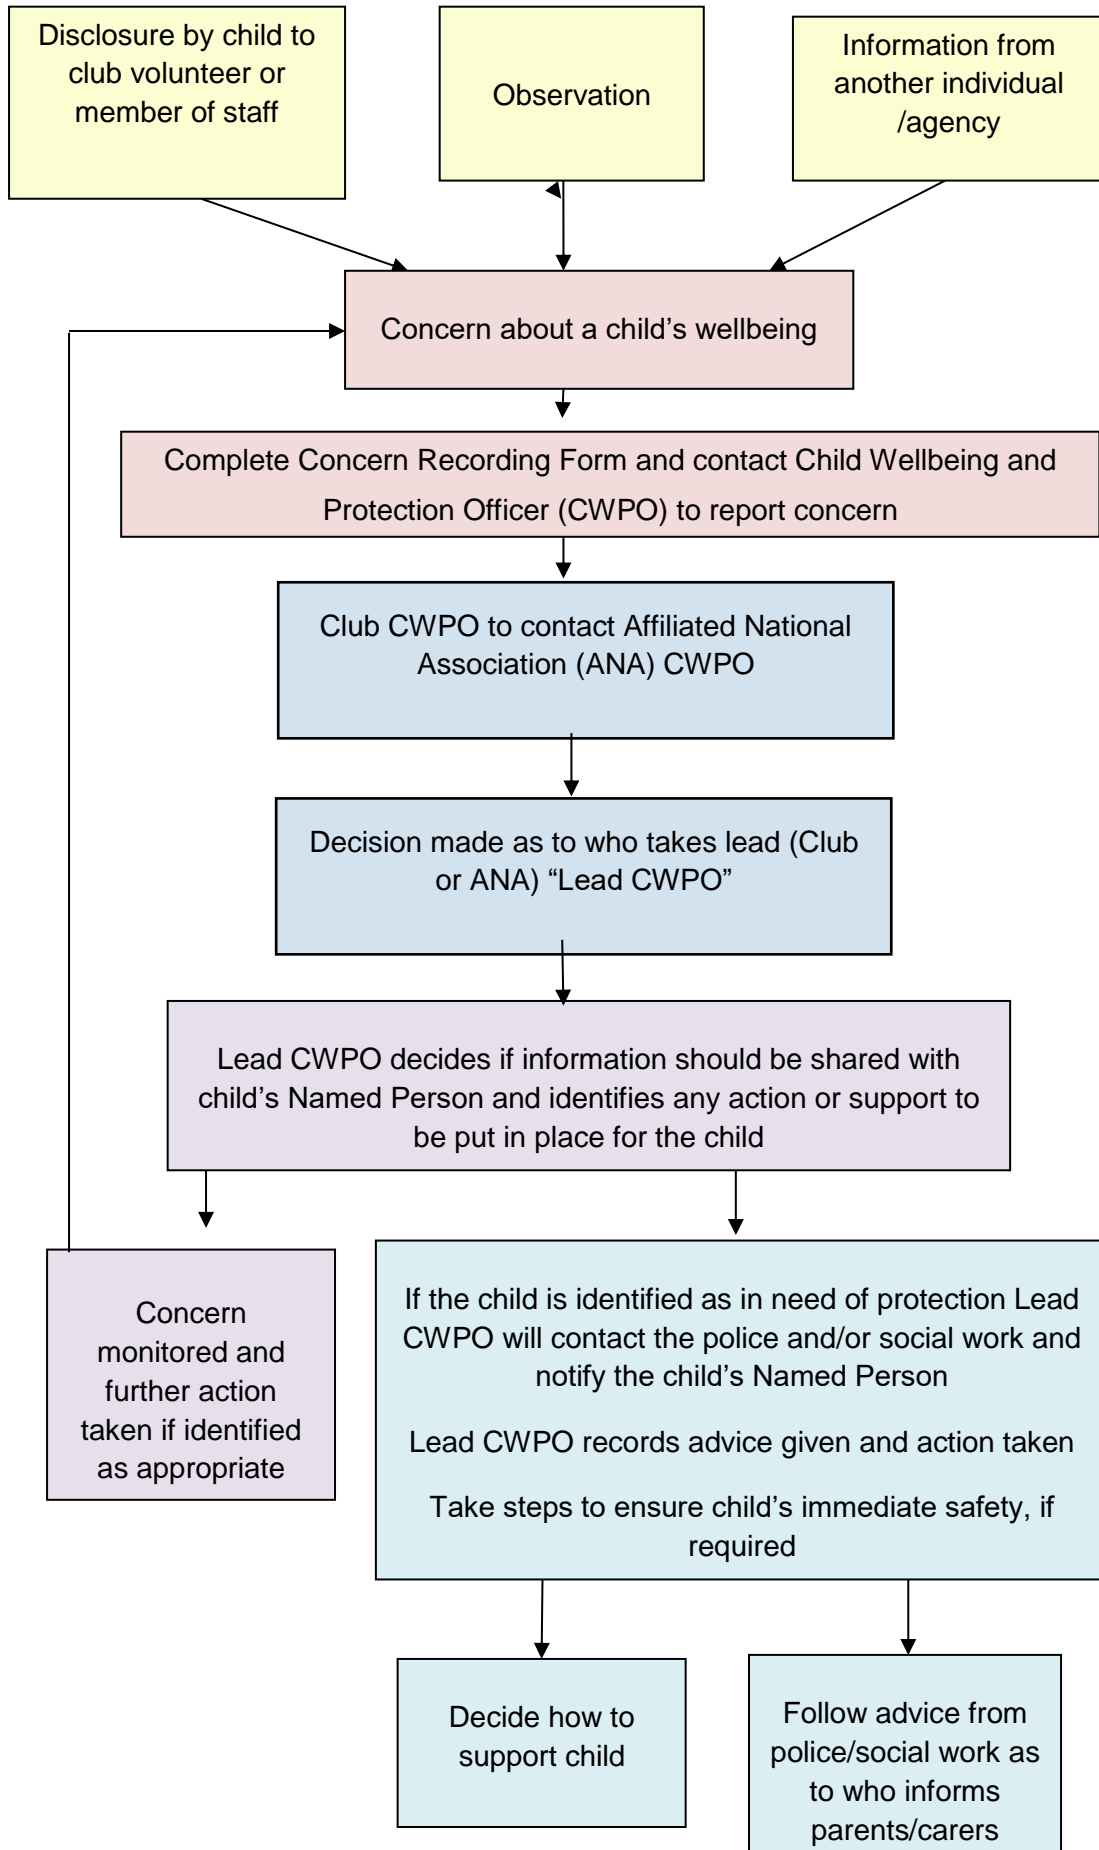 Disclosure by child to
club volunteer or
member of staff
Observation
Information from
another individual
/agency
Concern about a child’s wellbeing
Complete Concern Recording Form and contact Child Wellbeing and
Protection Officer (CWPO) to report concern
Club CWPO to contact Affiliated National
Association (ANA) CWPO
Decision made as to who takes lead (Club
or ANA) “Lead CWPO”
Lead CWPO decides if information should be shared with
child’s Named Person and identifies any action or support to
be put in place for the child
Concern
monitored and
further action
taken if identified
as appropriate
If the child is identified as in need of protection Lead
CWPO will contact the police and/or social work and
notify the child’s Named Person
Lead CWPO records advice given and action taken
Take steps to ensure child’s immediate safety, if
required
Decide how to
support child
Follow advice from
police/social work as
to who informs
parents/carers